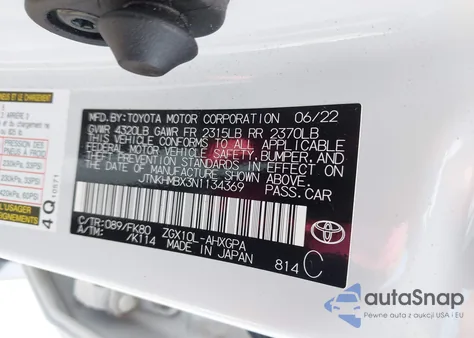 MFD. BY: TOYOTA MOTOR CORPORATION 06/22
GVWR 4320LB GAWR FR 2315LB RR 2370LB
THIS VEHICLE CONFORMS TO ALL APPLICABLE
FEDERAL MOTOR VEHICLE SAFETY, BUMPER, AND
THEFT PREVENTION STANDARDS IN EFFECT ON
THE DATE OF MANUFACTURE SHOWN ABOVE.
JTNKHMBX3N1134369 PASS.CAR
C/TR: 089/FK80 ZGX10L-AHXGPA
A/TM: /K114 MADE IN JAPAN
814 C
4Q
autoSnap
Pewne auta z aukcji USA i EU